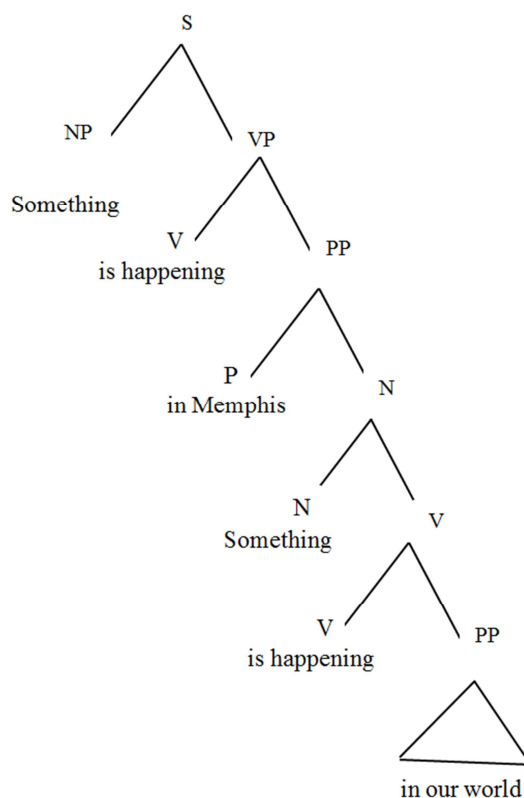 S
NP VP
Something
V PP
is happening
P N
in Memphis
N V
Something
V PP
is happening
in our world